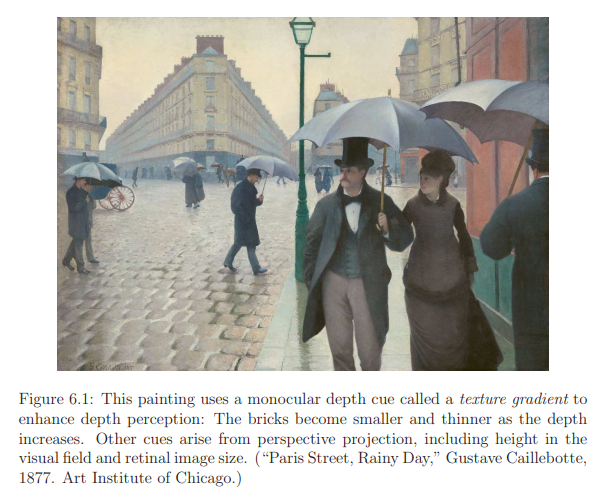 Figure 6.1: This painting uses a monocular depth cue called a texture gradient to
enhance depth perception: The bricks become smaller and thinner as the depth
increases. Other cues arise from perspective projection, including height in the
visual field and retinal image size. (“Paris Street, Rainy Day,” Gustave Caillebotte,
1877. Art Institute of Chicago.)